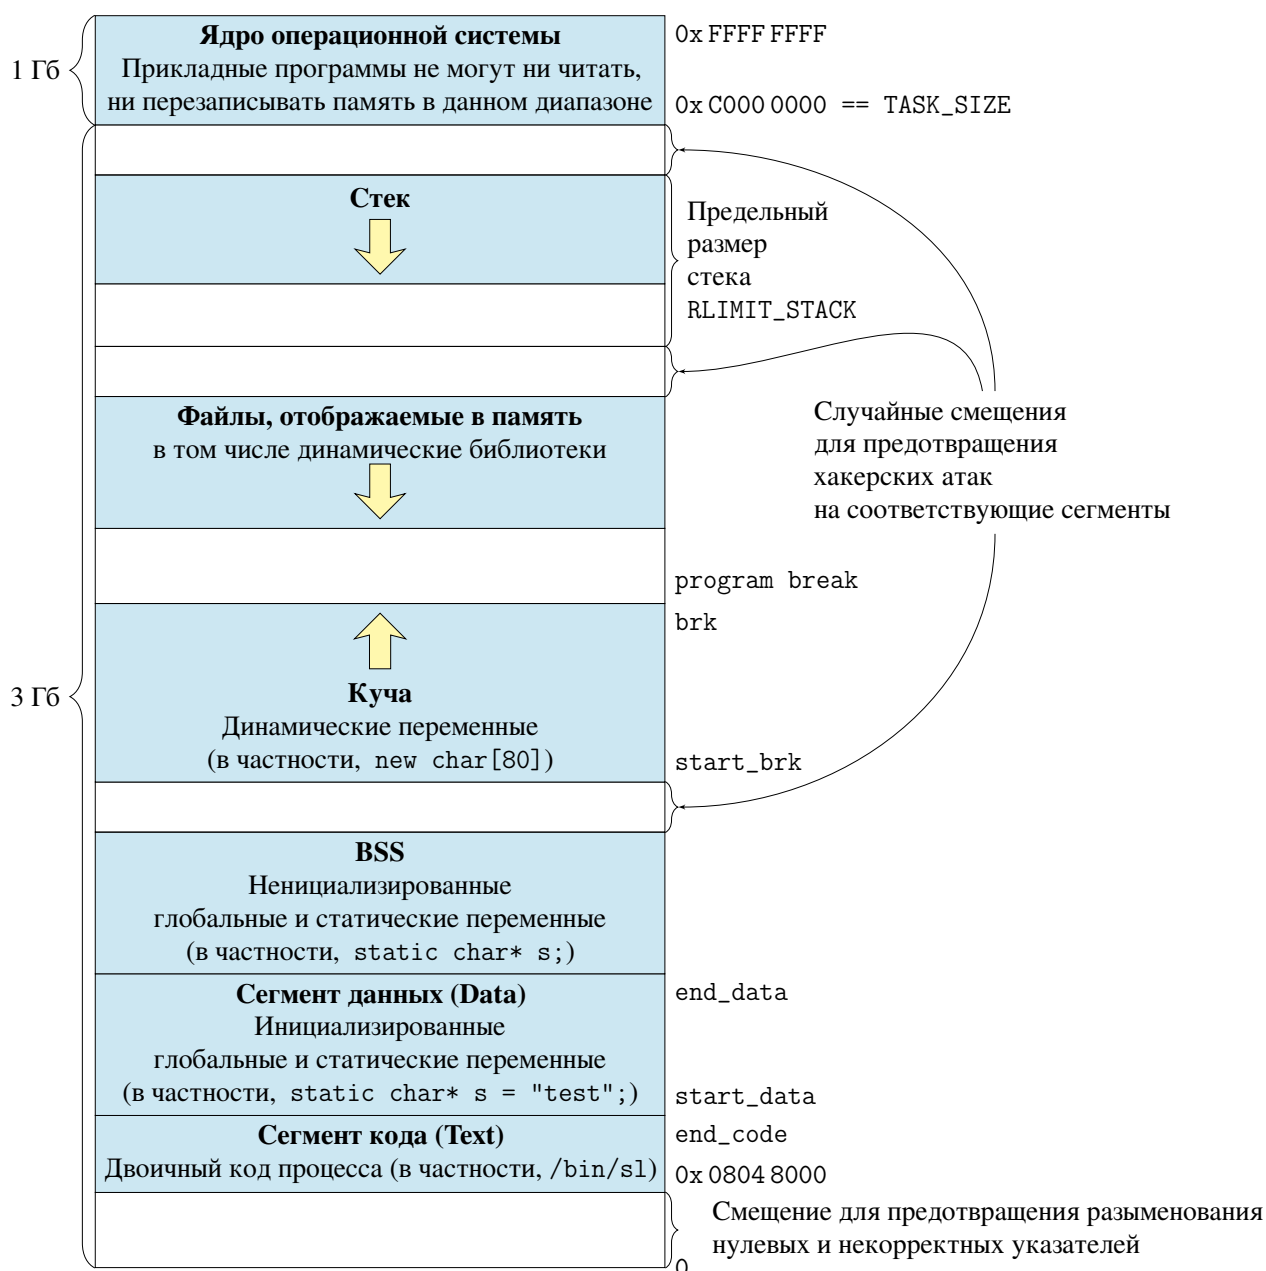 Ядро операционной системы
Прикладные программы не могут ни читать,
ни перезаписывать память в данном диапазоне
0x FFFF FFFF
0x C000 0000 == TASK_SIZE
1 Гб
Стек
Предельный
размер
стека
RLIMIT_STACK
Файлы, отображаемые в память
в том числе динамические библиотеки
Случайные смещения
для предотвращения
хакерских атак
на соответствующие сегменты
program break
brk
3 Гб
Куча
Динамические переменные
(в частности, new char[80])
start_brk
BSS
Ненициализированные
глобальные и статические переменные
(в частности, static char* s;)
Сегмент данных (Data)
Инициализированные
глобальные и статические переменные
(в частности, static char* s = "test";)
end_data
start_data
Сегмент кода (Text)
Двоичный код процесса (в частности, /bin/sl)
end_code
0x 0804 8000
Смещение для предотвращения разыменования
нулевых и некорректных указателей
0